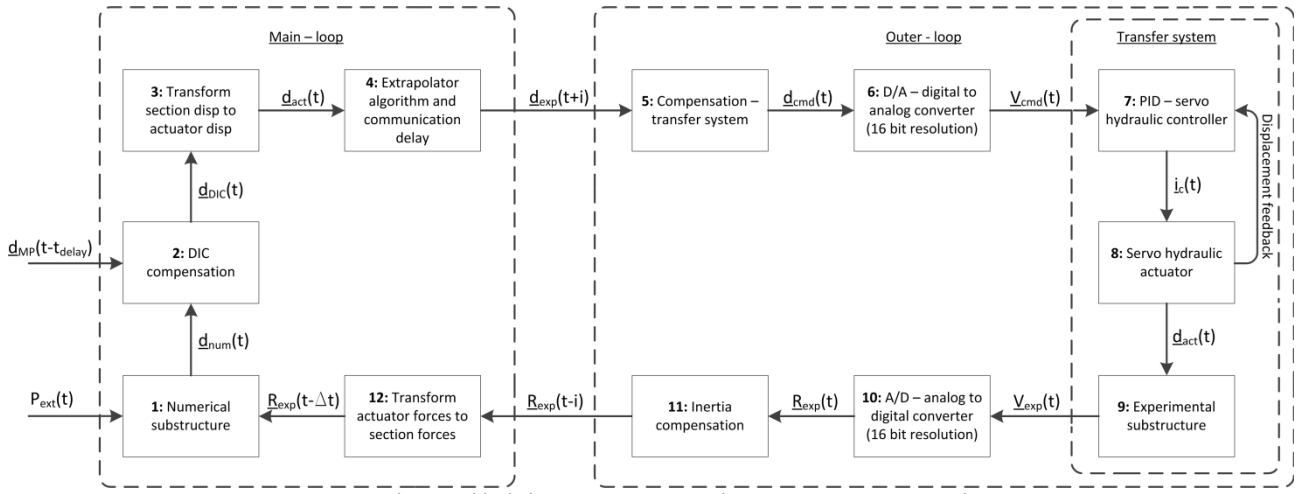 Main – loop
Outer - loop
Transfer system
3: Transform
section disp to
actuator disp
d_act(t)
4: Extrapolator
algorithm and
communication
delay
d_exp(t+i)
5: Compensation –
transfer system
d_cmd(t)
6: D/A – digital to
analog converter
(16 bit resolution)
V_cmd(t)
7: PID – servo
hydraulic controller
Displacement feedback
d_DIC(t)
i_c(t)
d_MP(t-t_delay)
2: DIC
compensation
8: Servo hydraulic
actuator
d_num(t)
d_act(t)
P_ext(t)
1: Numerical
substructure
R_exp(t-Δt)
12: Transform
actuator forces to
section forces
R_exp(t-i)
11: Inertia
compensation
R_exp(t)
10: A/D – analog to
digital converter
(16 bit resolution)
V_exp(t)
9: Experimental
substructure